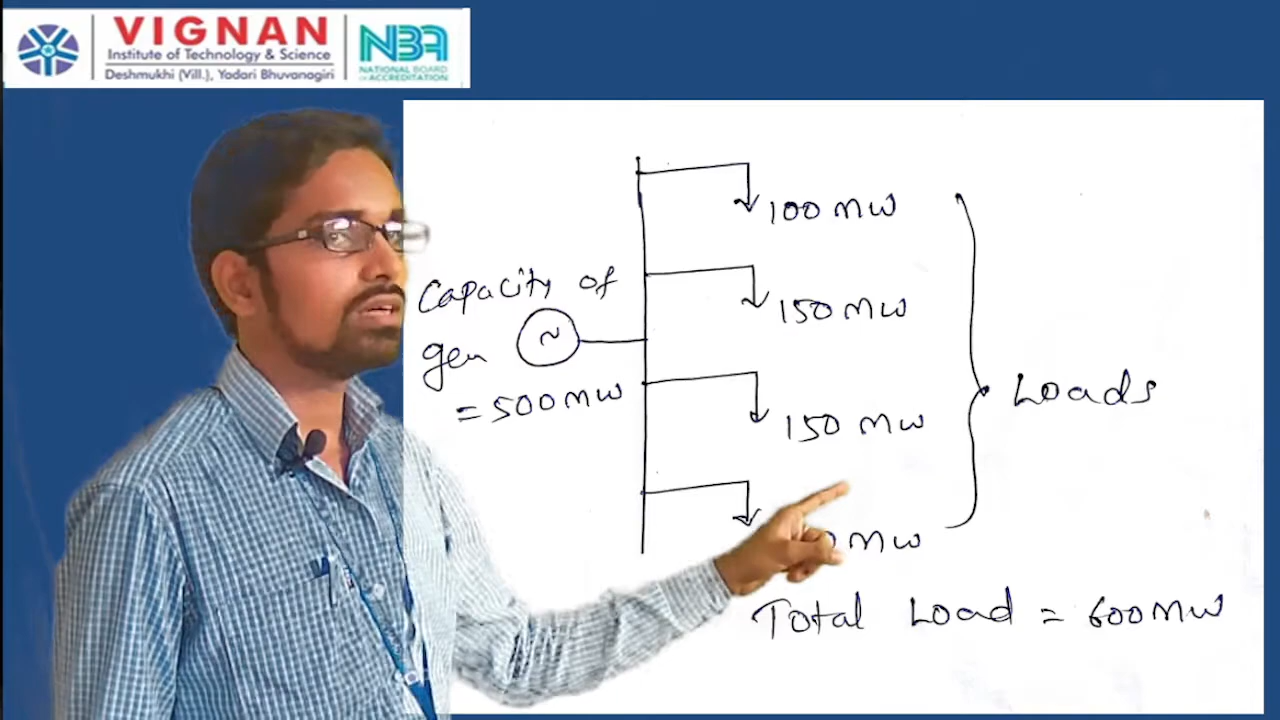 VIGNAN
Institute of Technology & Science
Deshmukhi (Vill.), Yadari Bhuvanagiri
NBA
NATIONAL BOARD
of ACCREDITATION
100 MW
Capacity of
gen
= 500 MW
~
150 MW
150 MW
Loads
MW
Total Load = 600 MW